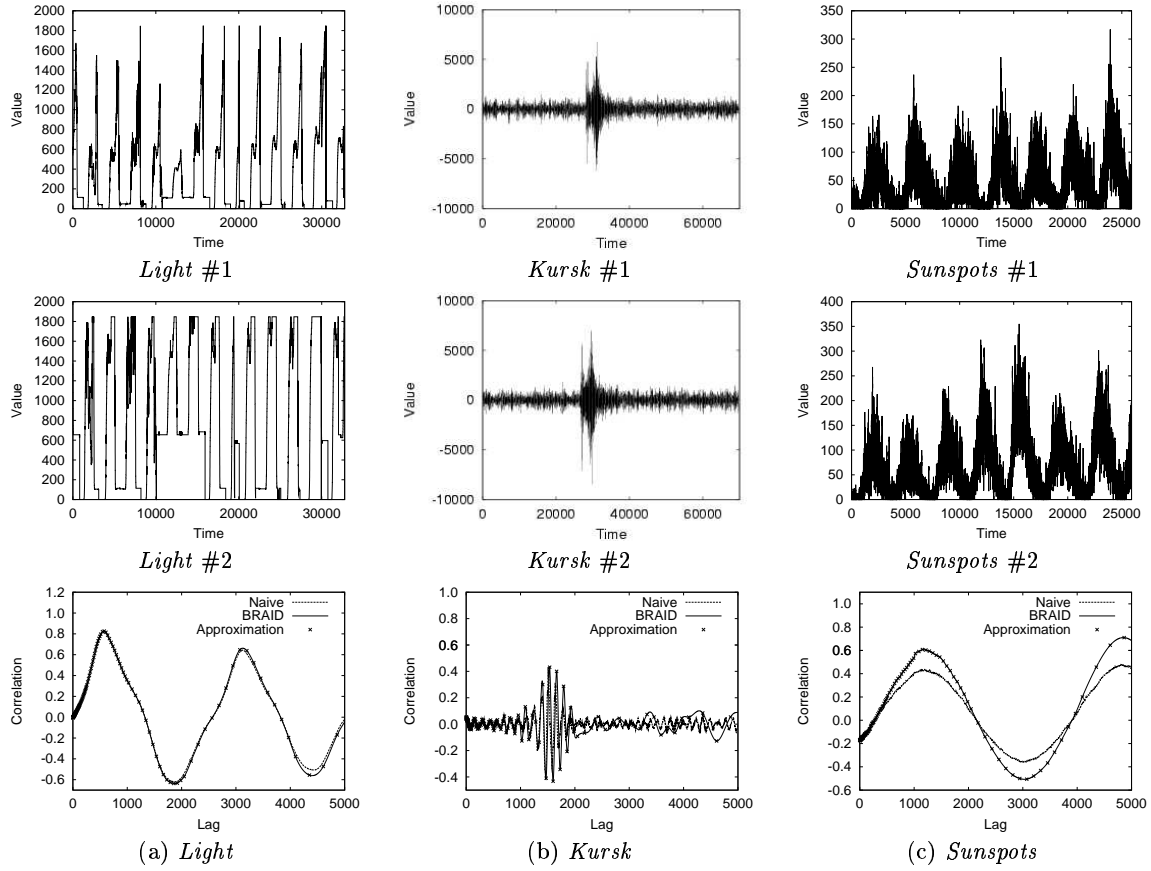 2000
1800
1600
1400
1200
1000
800
600
400
200
0
Value
0 10000 20000 30000
Time
Light #1
10000
5000
0
-5000
-10000
Value
0 20000 40000 60000
Time
Kursk #1
350
300
250
200
150
100
50
0
Value
0 5000 10000 15000 20000 25000
Time
Sunspots #1
2000
1800
1600
1400
1200
1000
800
600
400
200
0
Value
0 10000 20000 30000
Time
Light #2
10000
5000
0
-5000
-10000
Value
0 20000 40000 60000
Time
Kursk #2
400
350
300
250
200
150
100
50
0
Value
0 5000 10000 15000 20000 25000
Time
Sunspots #2
1.2
1.0
0.8
0.6
0.4
0.2
0.0
-0.2
-0.4
-0.6
Correlation
Naive
BRAID
Approximation
0 1000 2000 3000 4000 5000
Lag
(a) Light
1.0
0.8
0.6
0.4
0.2
0.0
-0.2
-0.4
Correlation
Naive
BRAID
Approximation
0 1000 2000 3000 4000 5000
Lag
(b) Kursk
1.0
0.8
0.6
0.4
0.2
0.0
-0.2
-0.4
-0.6
Correlation
Naive
BRAID
Approximation
0 1000 2000 3000 4000 5000
Lag
(c) Sunspots